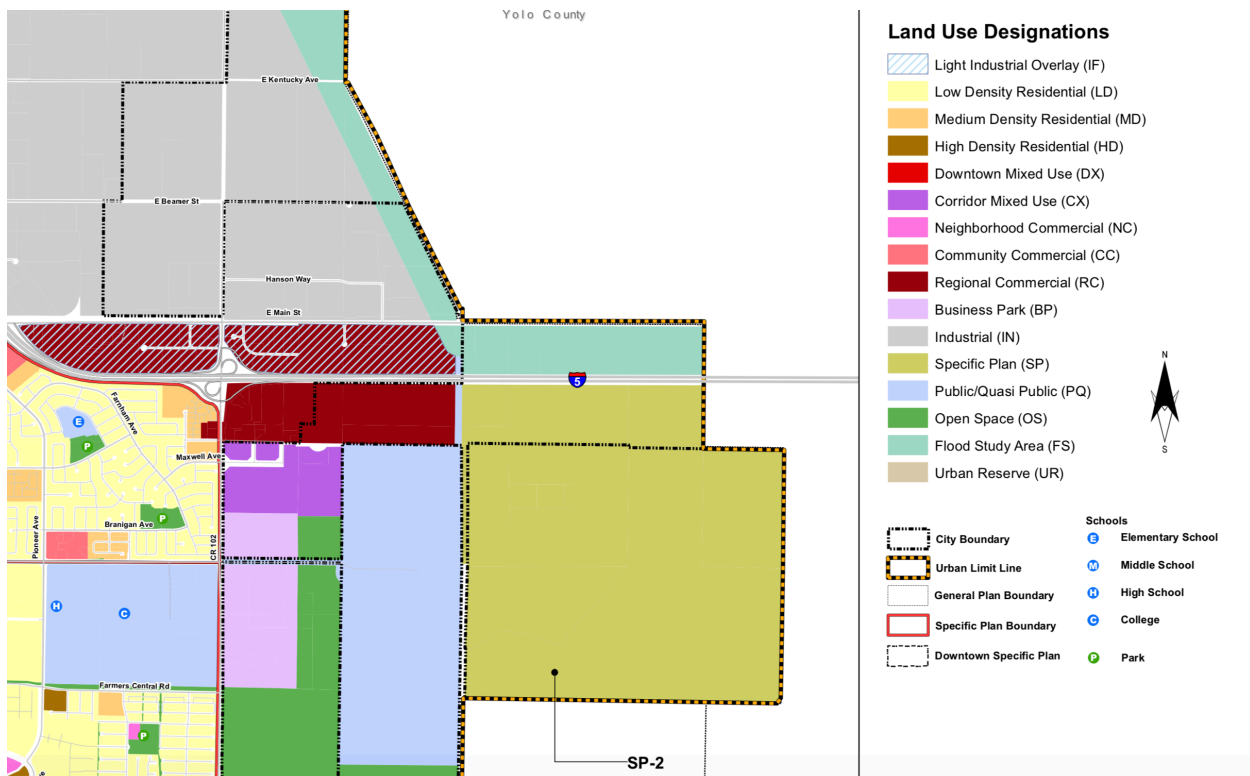 Yolo County
E Kentucky Ave
E Beamer St
Hanson Way
E Main St
5
Farnham Ave
E
P
Maxwell Ave
Pioneer Ave
P
Branigan Ave
CR 102
H
C
Farmers Central Rd
P
SP-2
Land Use Designations
Light Industrial Overlay (IF)
Low Density Residential (LD)
Medium Density Residential (MD)
High Density Residential (HD)
Downtown Mixed Use (DX)
Corridor Mixed Use (CX)
Neighborhood Commercial (NC)
Community Commercial (CC)
Regional Commercial (RC)
Business Park (BP)
Industrial (IN)
Specific Plan (SP)
Public/Quasi Public (PQ)
Open Space (OS)
Flood Study Area (FS)
Urban Reserve (UR)
N
S
City Boundary
Urban Limit Line
General Plan Boundary
Specific Plan Boundary
Downtown Specific Plan
Schools
E Elementary School
M Middle School
H High School
C College
P Park